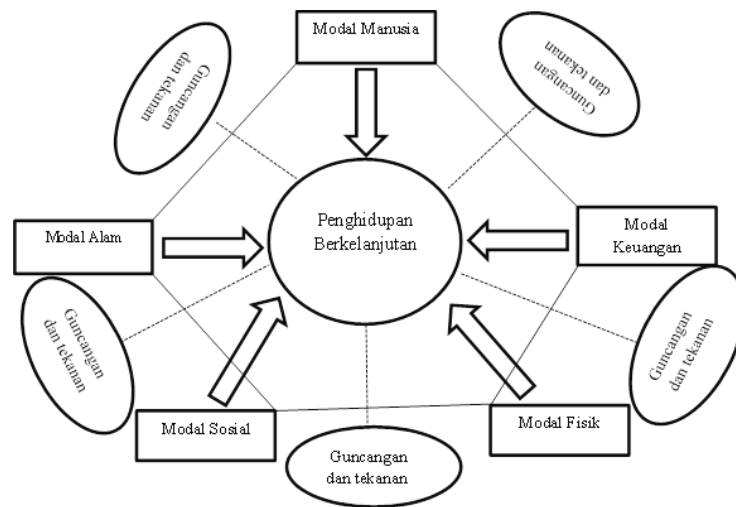 Modal Manusia
Guncangan
dan tekanan
Guncangan
dan tekanan
Penghidupan
Berkelanjutan
Modal Alam
Modal
Keuangan
Guncangan
dan tekanan
Guncangan
dan tekanan
Modal Sosial
Modal Fisik
Guncangan
dan tekanan